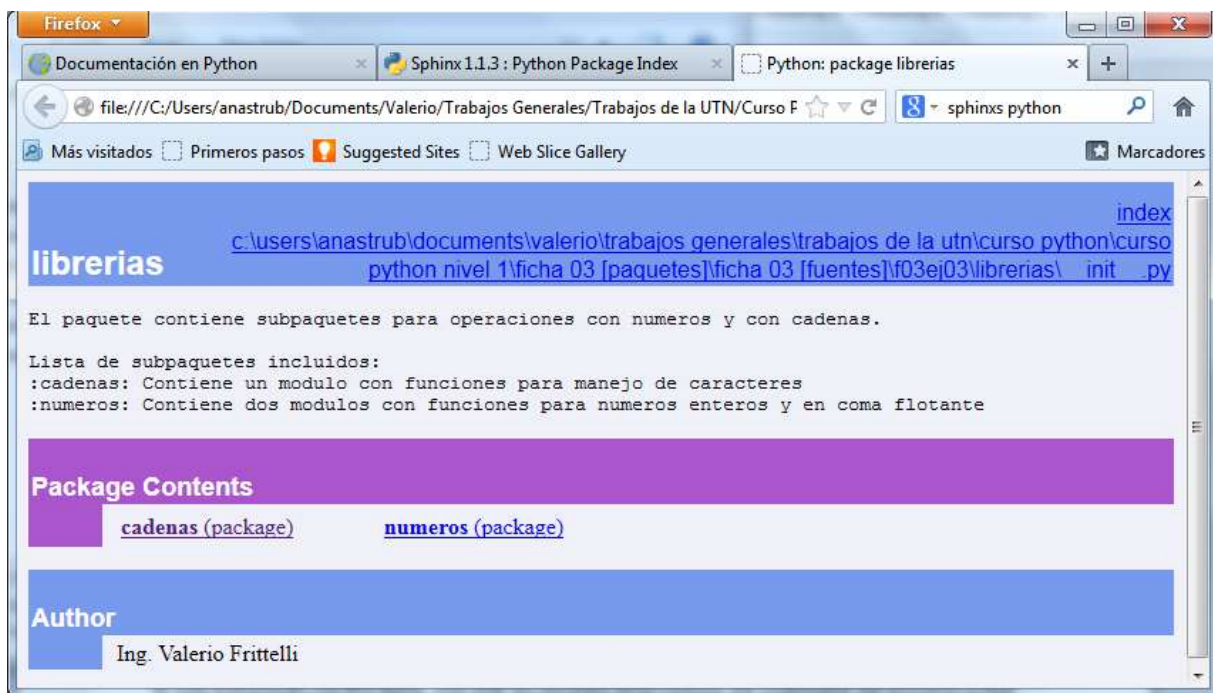 Firefox
Documentación en Python
Sphinx 1.1.3 : Python Package Index
Python: package librerias
file:///C:/Users/anastrub/Documents/Valerio/Trabajos Generales/Trabajos de la UTN/Curso P
sphinxs python
Más visitados
Primeros pasos
Suggested Sites
Web Slice Gallery
Marcadores
index
librerias
c:\users\anastrub\documents\valerio\trabajos generales\trabajos de la utn\curso python\curso
python nivel 1\ficha 03 [paquetes]\ficha 03 [fuentes]\f03ej03\librerias\__init__.py
El paquete contiene subpaquetes para operaciones con numeros y con cadenas.
Lista de subpaquetes incluidos:
:cadenas: Contiene un modulo con funciones para manejo de caracteres
:numeros: Contiene dos modulos con funciones para numeros enteros y en coma flotante
Package Contents
cadenas (package)
numeros (package)
Author
Ing. Valerio Frittelli